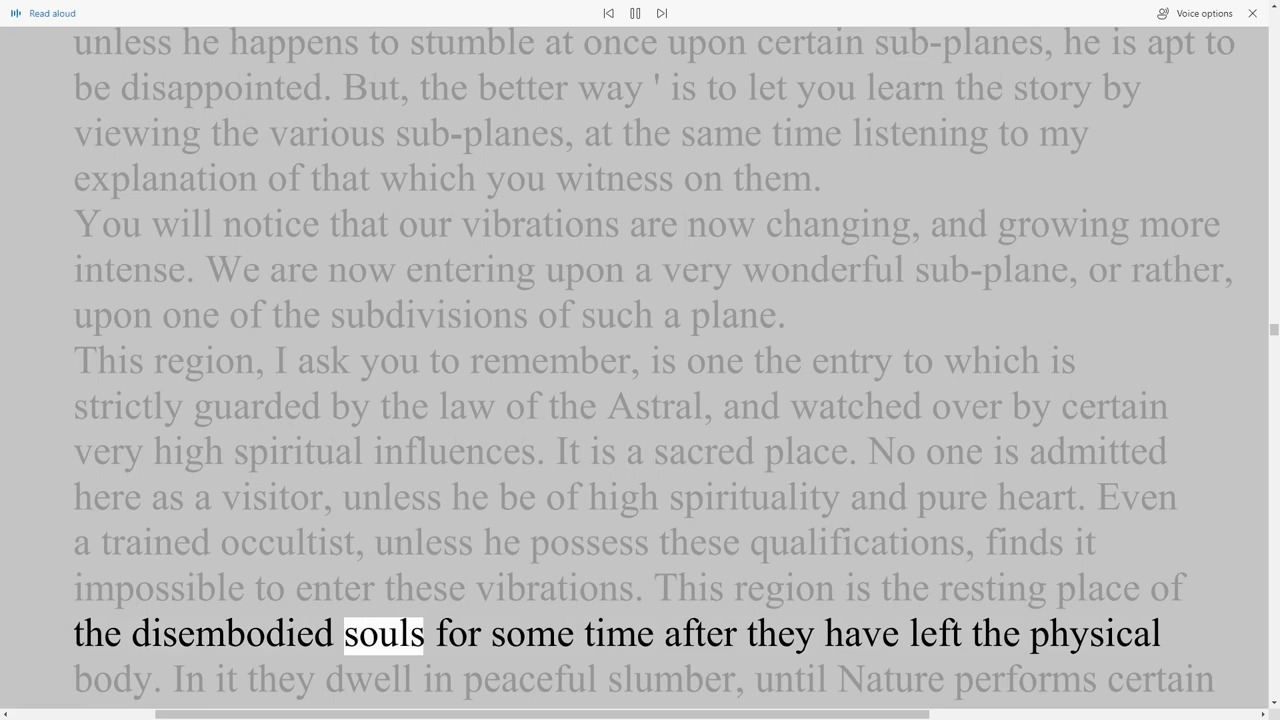 Read aloud
Voice options
unless he happens to stumble at once upon certain sub-planes, he is apt to
be disappointed. But, the better way ' is to let you learn the story by
viewing the various sub-planes, at the same time listening to my
explanation of that which you witness on them.
You will notice that our vibrations are now changing, and growing more
intense. We are now entering upon a very wonderful sub-plane, or rather,
upon one of the subdivisions of such a plane.
This region, I ask you to remember, is one the entry to which is
strictly guarded by the law of the Astral, and watched over by certain
very high spiritual influences. It is a sacred place. No one is admitted
here as a visitor, unless he be of high spirituality and pure heart. Even
a trained occultist, unless he possess these qualifications, finds it
impossible to enter these vibrations. This region is the resting place of
the disembodied souls for some time after they have left the physical
body. In it they dwell in peaceful slumber, until Nature performs certain